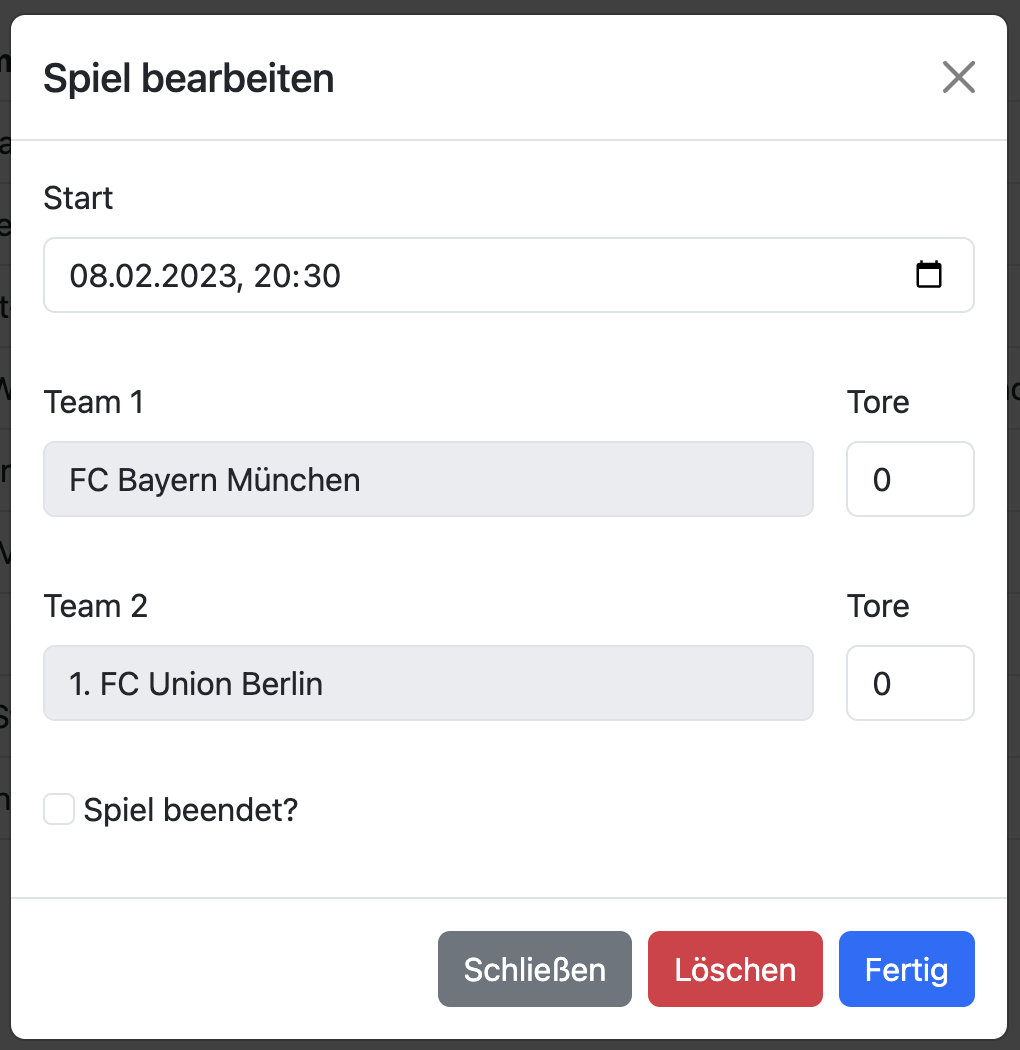 Spiel bearbeiten
Start
08.02.2023, 20:30
Team 1 Tore
FC Bayern München 0
Team 2 Tore
1. FC Union Berlin 0
Spiel beendet?
Schließen Löschen Fertig